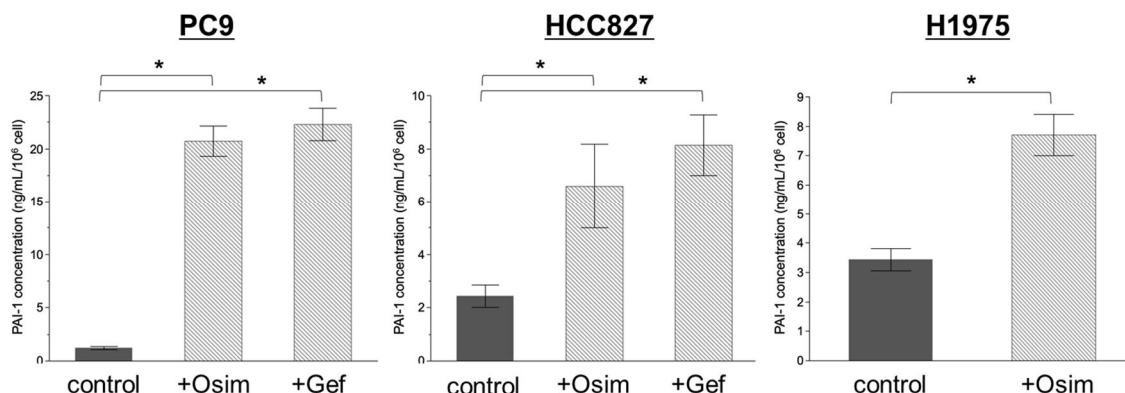 PC9
*
*
PAI-1 concentration (ng/mL/10⁶ cell)
25
20
15
10
5
0
control
+Osim
+Gef
HCC827
*
*
PAI-1 concentration (ng/mL/10⁶ cell)
10
8
6
4
2
0
control
+Osim
+Gef
H1975
*
PAI-1 concentration (ng/mL/10⁶ cell)
9
8
7
6
5
4
3
2
1
0
control
+Osim